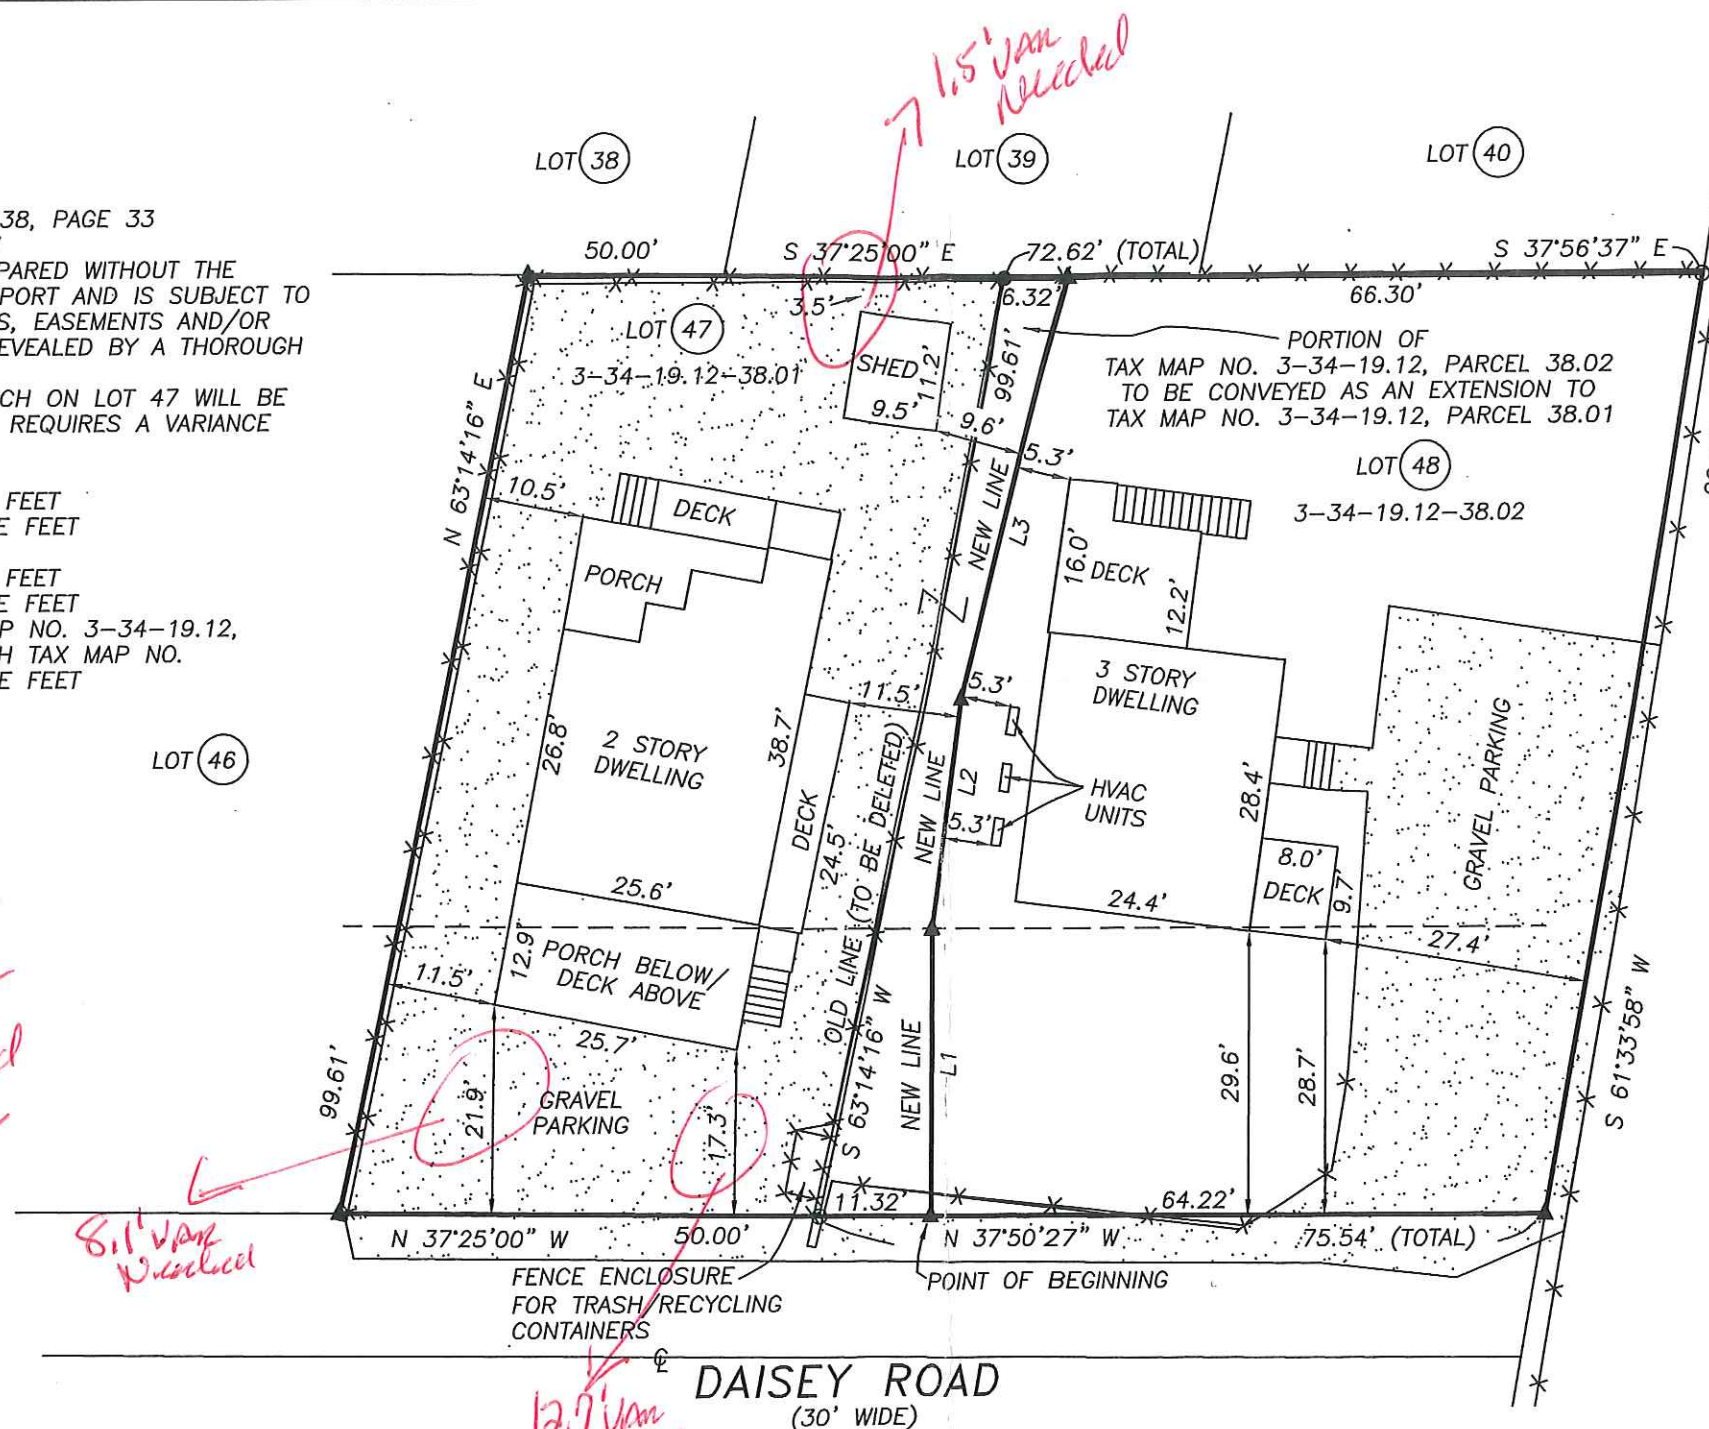 1.5' VAR
Needed
LOT 38
LOT 39
LOT 40
38, PAGE 33
PARED WITHOUT THE
PORT AND IS SUBJECT TO
S, EASEMENTS AND/OR
EVEALED BY A THOROUGH
CH ON LOT 47 WILL BE
REQUIRES A VARIANCE
FEET
E FEET
FEET
E FEET
P NO. 3-34-19.12,
H TAX MAP NO.
E FEET
50.00'
S 37°25'00" E
72.62' (TOTAL)
S 37°56'37" E
6.32'
66.30'
3.5'
LOT 47
3-34-19.12-38.01
SHED
11.2'
9.5'
9.6'
99.61'
PORTION OF
TAX MAP NO. 3-34-19.12, PARCEL 38.02
TO BE CONVEYED AS AN EXTENSION TO
TAX MAP NO. 3-34-19.12, PARCEL 38.01
5.3'
LOT 48
3-34-19.12-38.02
N 63°14'16" E
10.5'
DECK
NEW LINE
L3
PORCH
16.0'
DECK
12.2'
5.3'
11.5'
3 STORY
DWELLING
LOT 46
26.8'
2 STORY
DWELLING
38.7'
DECK
24.5'
OLD LINE (TO BE DELETED)
NEW LINE
L2
5.3'
HVAC
UNITS
28.4'
GRAVEL PARKING
25.6'
24.4'
8.0'
DECK
9.7'
27.4'
12.9'
PORCH BELOW/
DECK ABOVE
11.5'
25.7'
S 63°14'16" W
NEW LINE
L1
29.6'
28.7'
S 61°33'58" W
99.61'
21.9'
GRAVEL
PARKING
17.3'
11.32'
64.22'
8.1' VAR
Needed
N 37°25'00" W
50.00'
N 37°50'27" W
75.54' (TOTAL)
FENCE ENCLOSURE
FOR TRASH/RECYCLING
CONTAINERS
POINT OF BEGINNING
12.7' VAR
DAISEY ROAD
(30' WIDE)